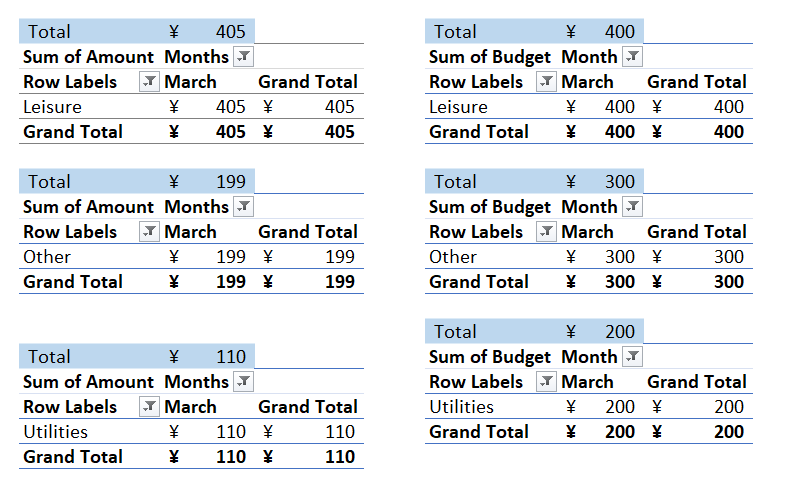 Total ¥ 405
Sum of Amount Months
Row Labels March Grand Total
Leisure ¥ 405 ¥ 405
Grand Total ¥ 405 ¥ 405
Total ¥ 400
Sum of Budget Month
Row Labels March Grand Total
Leisure ¥ 400 ¥ 400
Grand Total ¥ 400 ¥ 400
Total ¥ 199
Sum of Amount Months
Row Labels March Grand Total
Other ¥ 199 ¥ 199
Grand Total ¥ 199 ¥ 199
Total ¥ 300
Sum of Budget Month
Row Labels March Grand Total
Other ¥ 300 ¥ 300
Grand Total ¥ 300 ¥ 300
Total ¥ 110
Sum of Amount Months
Row Labels March Grand Total
Utilities ¥ 110 ¥ 110
Grand Total ¥ 110 ¥ 110
Total ¥ 200
Sum of Budget Month
Row Labels March Grand Total
Utilities ¥ 200 ¥ 200
Grand Total ¥ 200 ¥ 200